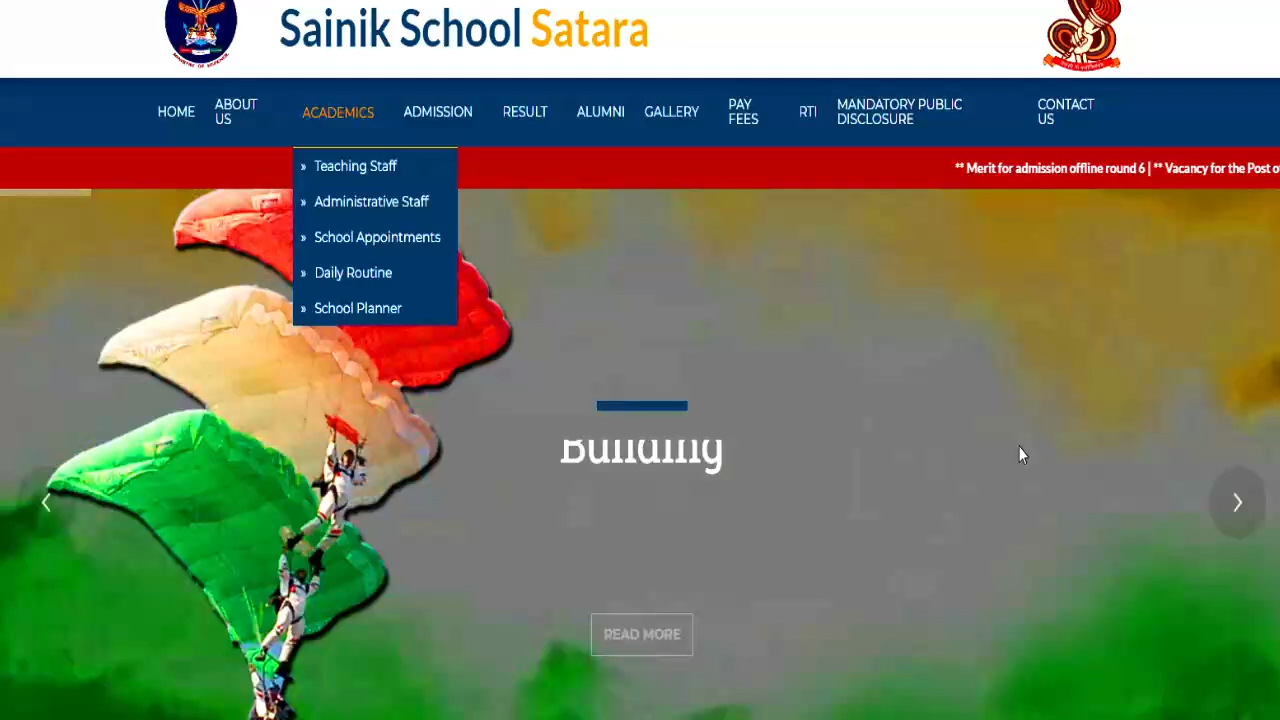 Sainik School Satara
HOME
ABOUT
US
ACADEMICS
ADMISSION
RESULT
ALUMNI
GALLERY
PAY
FEES
RTI
MANDATORY PUBLIC
DISCLOSURE
CONTACT
US
** Merit for admission offline round 6 | ** Vacancy for the Post
» Teaching Staff
» Administrative Staff
» School Appointments
» Daily Routine
» School Planner
Building
READ MORE